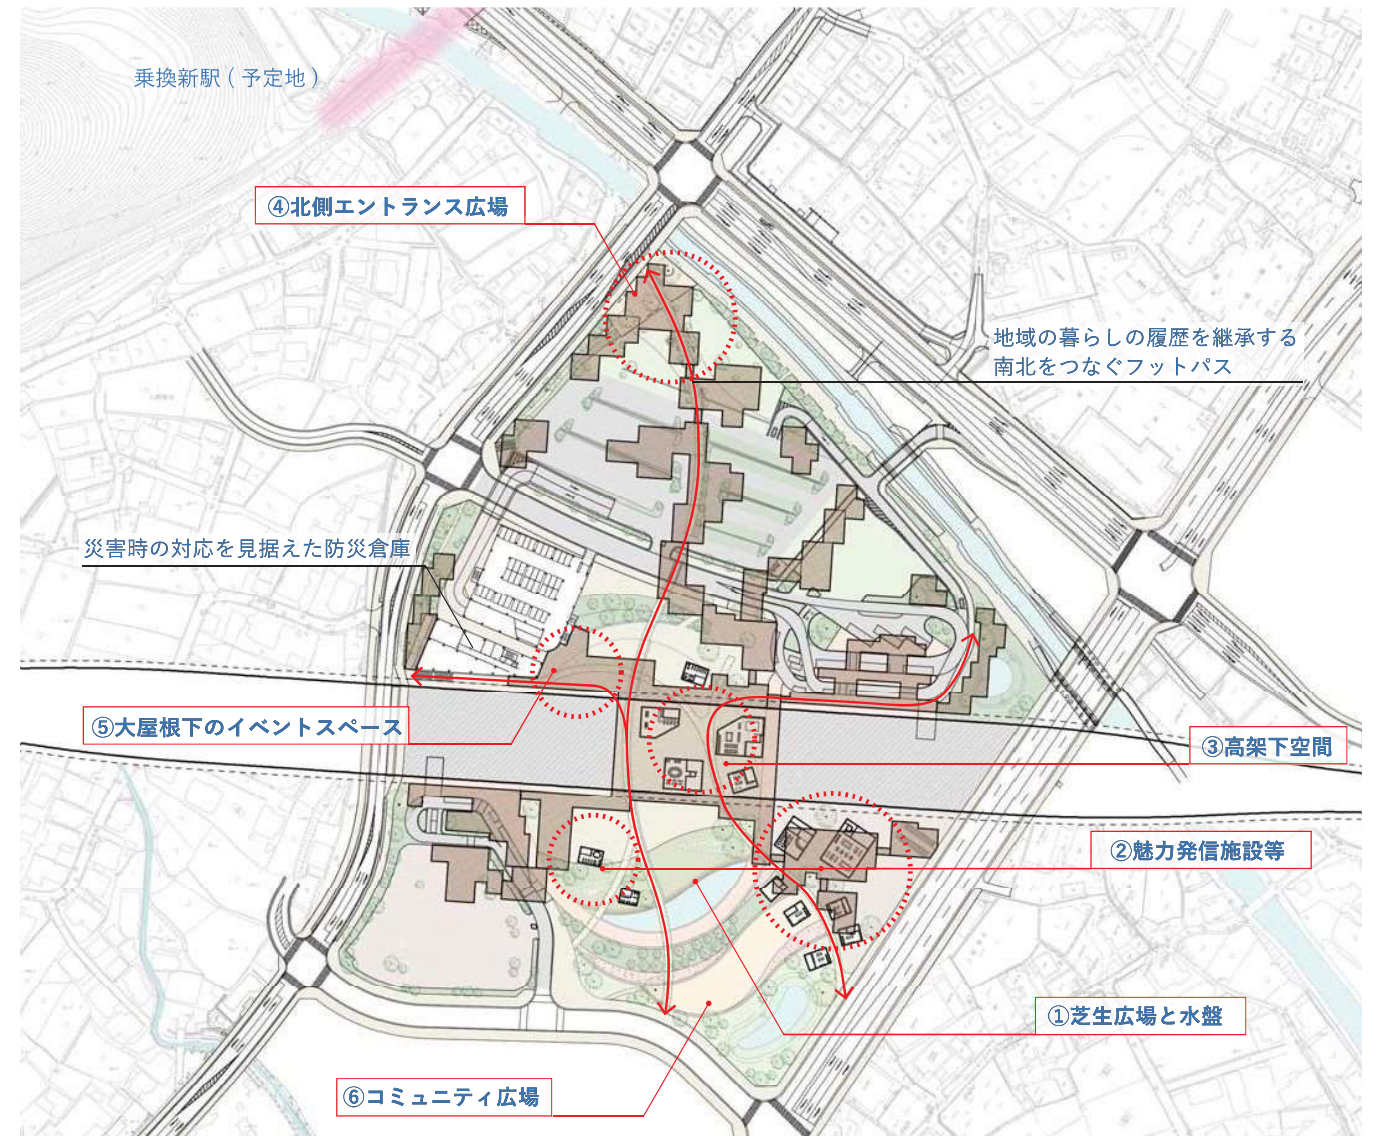 乗換新駅(予定地)
④北側エントランス広場
地域の暮らしの履歴を継承する
南北をつなぐフットパス
災害時の対応を見据えた防災倉庫
⑤大屋根下のイベントスペース
③高架下空間
②魅力発信施設等
①芝生広場と水盤
⑥コミュニティ広場